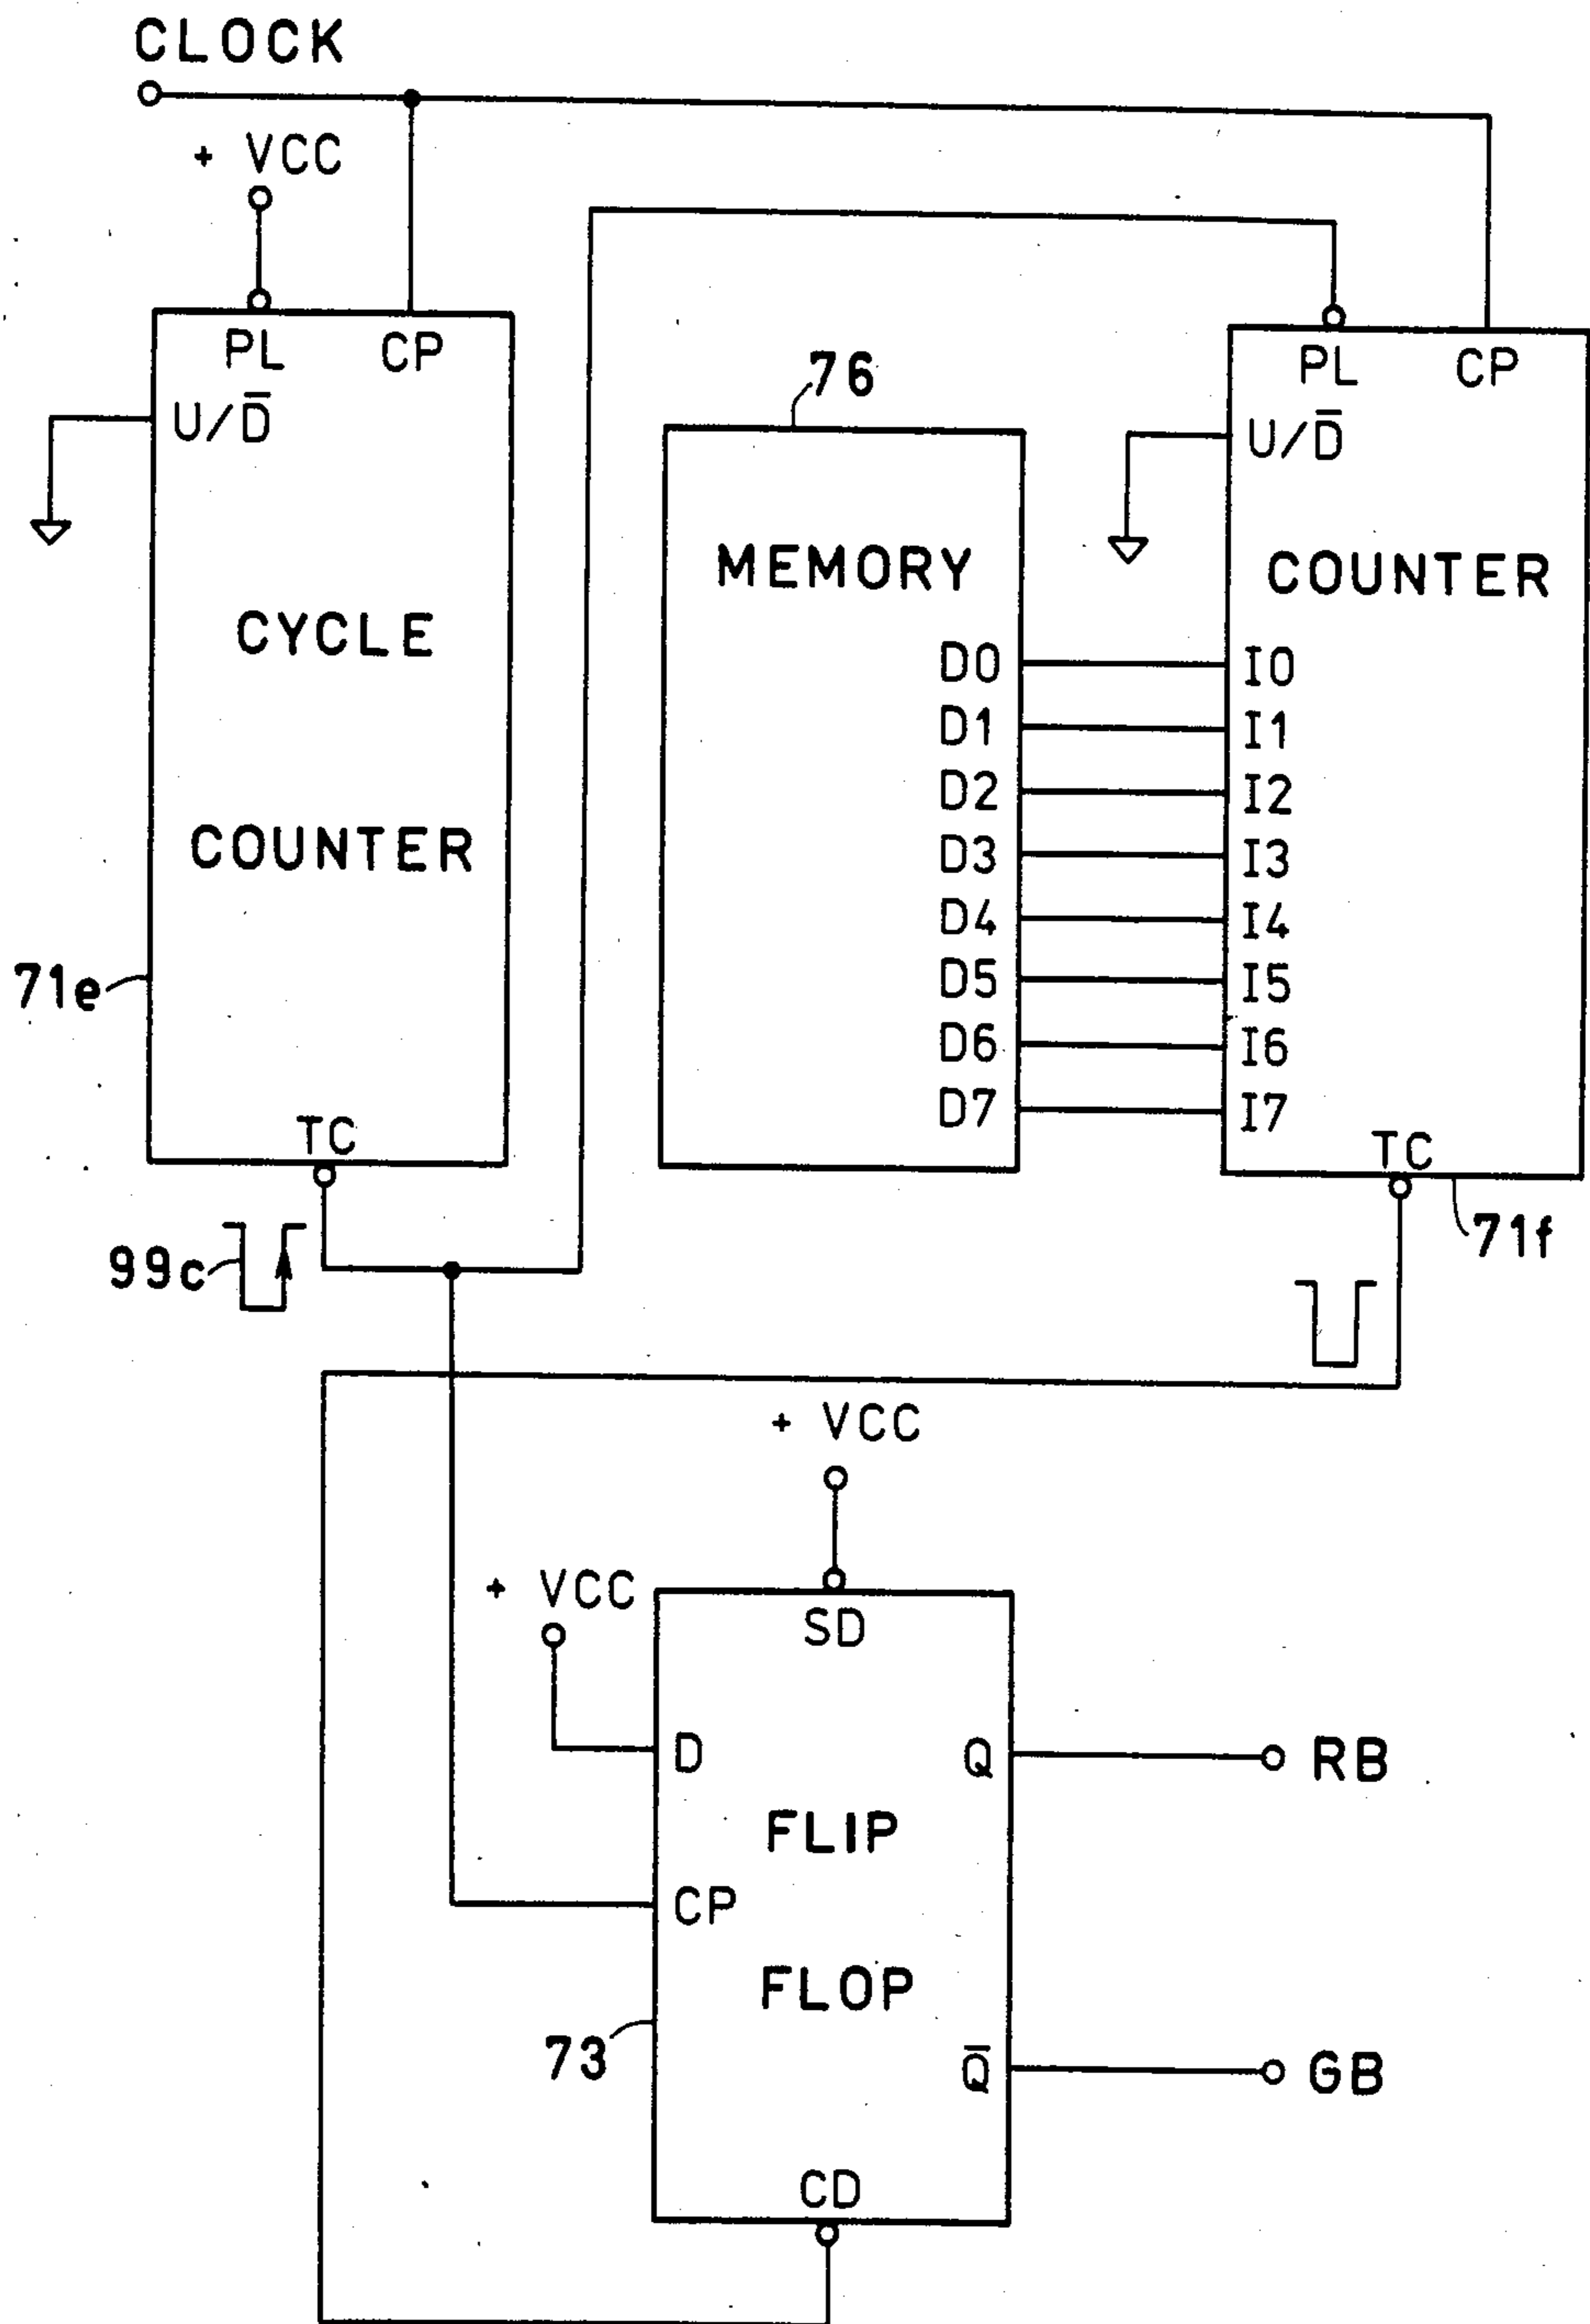 CLOCK
+ VCC
PL CP
U/D̅
CYCLE
COUNTER
71e
TC
99c
76
MEMORY
D0
D1
D2
D3
D4
D5
D6
D7
PL CP
U/D̅
COUNTER
I0
I1
I2
I3
I4
I5
I6
I7
TC
71f
+ VCC
+ VCC
SD
D
Q
RB
FLIP
CP
FLOP
73
Q̅
GB
CD